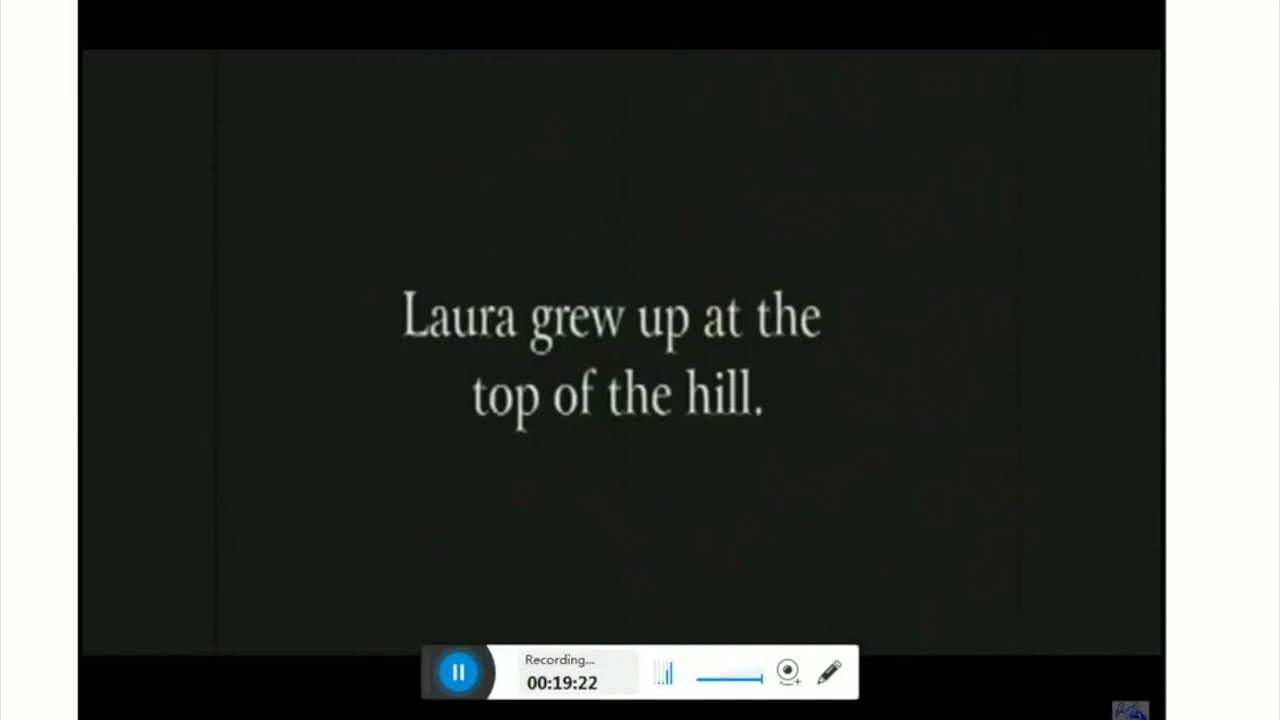 Laura grew up at the
top of the hill.
Recording...
00:19:22